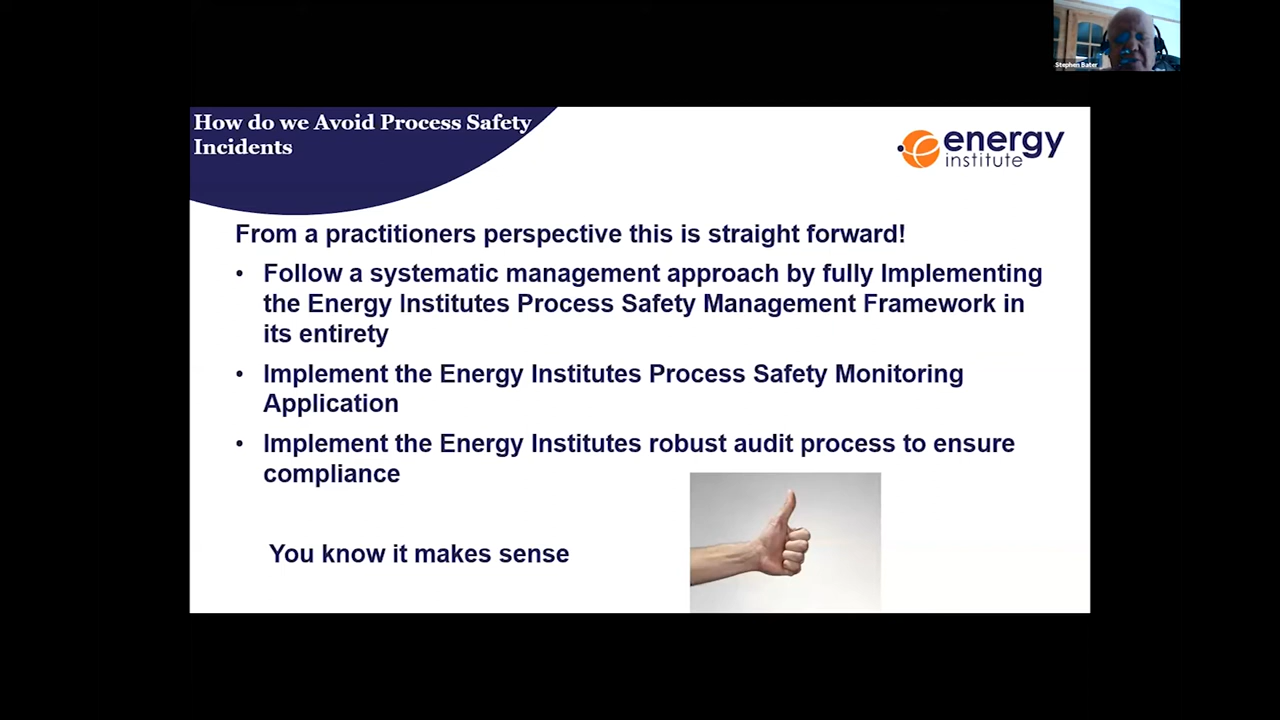 Stephen Bater
How do we Avoid Process Safety
Incidents
energy
institute
From a practitioners perspective this is straight forward!
• Follow a systematic management approach by fully Implementing
the Energy Institutes Process Safety Management Framework in
its entirety
• Implement the Energy Institutes Process Safety Monitoring
Application
• Implement the Energy Institutes robust audit process to ensure
compliance
You know it makes sense